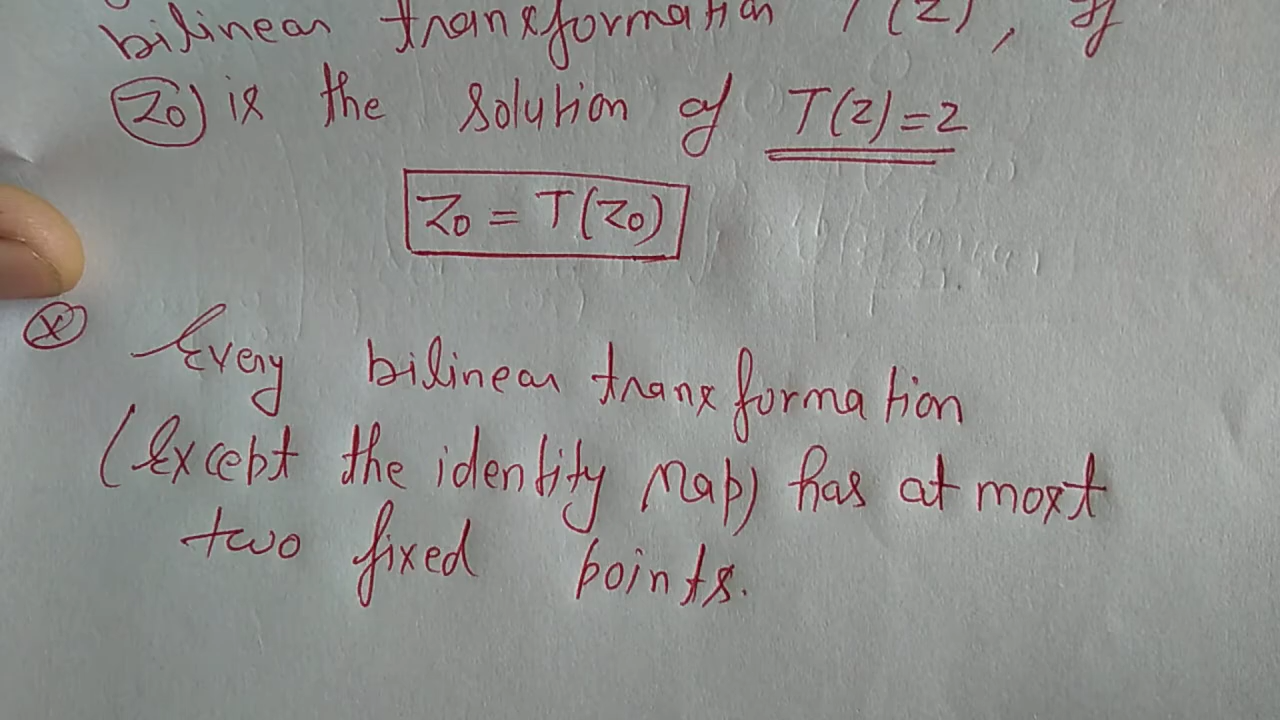 bilinear transformation T(z), if
z₀ is the solution of T(z)=z
z₀ = T(z₀)
* Every bilinear transformation
(Except the identity map) has at most
two fixed points.